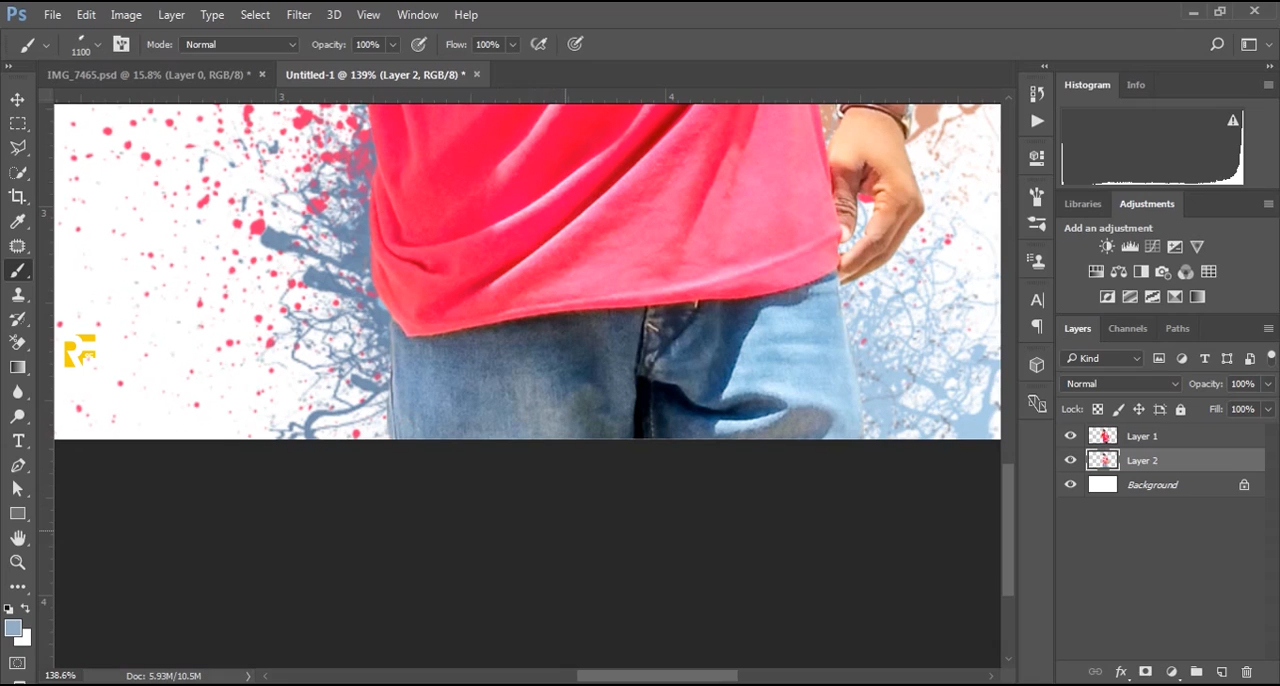 Ps File Edit Image Layer Type Select Filter 3D View Window Help
1100 Mode: Normal Opacity: 100% Flow: 100%
IMG_7465.psd @ 15.8% (Layer 0, RGB/8) * × Untitled-1 @ 139% (Layer 2, RGB/8) * ×
3 4
3
4
Histogram Info
Libraries Adjustments
Add an adjustment
Layers Channels Paths
Kind
Normal Opacity: 100%
Lock: Fill: 100%
Layer 1
Layer 2
Background
fx
138.6% Doc: 5.93M/10.5M